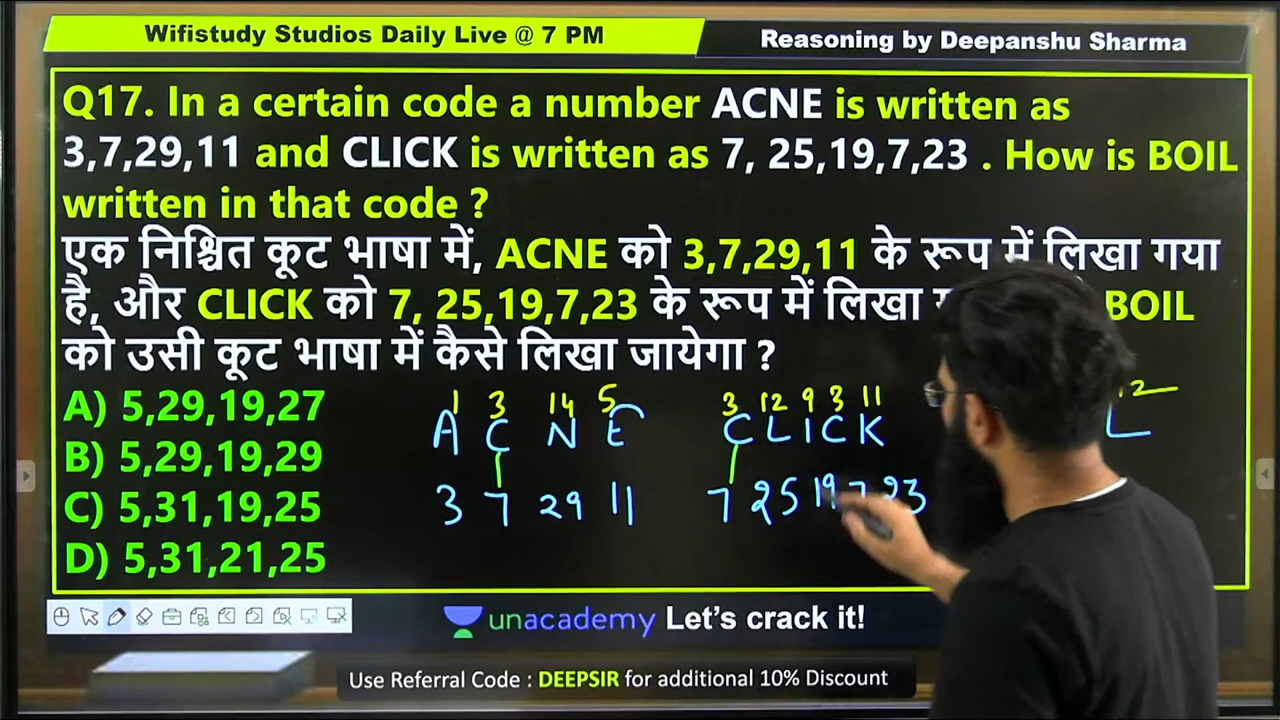 Wifistudy Studios Daily Live @ 7 PM
Reasoning by Deepanshu Sharma
Q17. In a certain code a number ACNE is written as
3,7,29,11 and CLICK is written as 7, 25,19,7,23 . How is BOIL
written in that code ?
एक निश्चित कूट भाषा में, ACNE को 3,7,29,11 के रूप में लिखा गया
है, और CLICK को 7, 25,19,7,23 के रूप में लिखा BOIL
को उसी कूट भाषा में कैसे लिखा जायेगा ?
A) 5,29,19,27
B) 5,29,19,29
C) 5,31,19,25
D) 5,31,21,25
1 3 14 5 3 12 9 3 11 12
A C N E C L I C K L
3 7 29 11 7 25 19 7 23
unacademy Let's crack it!
Use Referral Code : DEEPSIR for additional 10% Discount